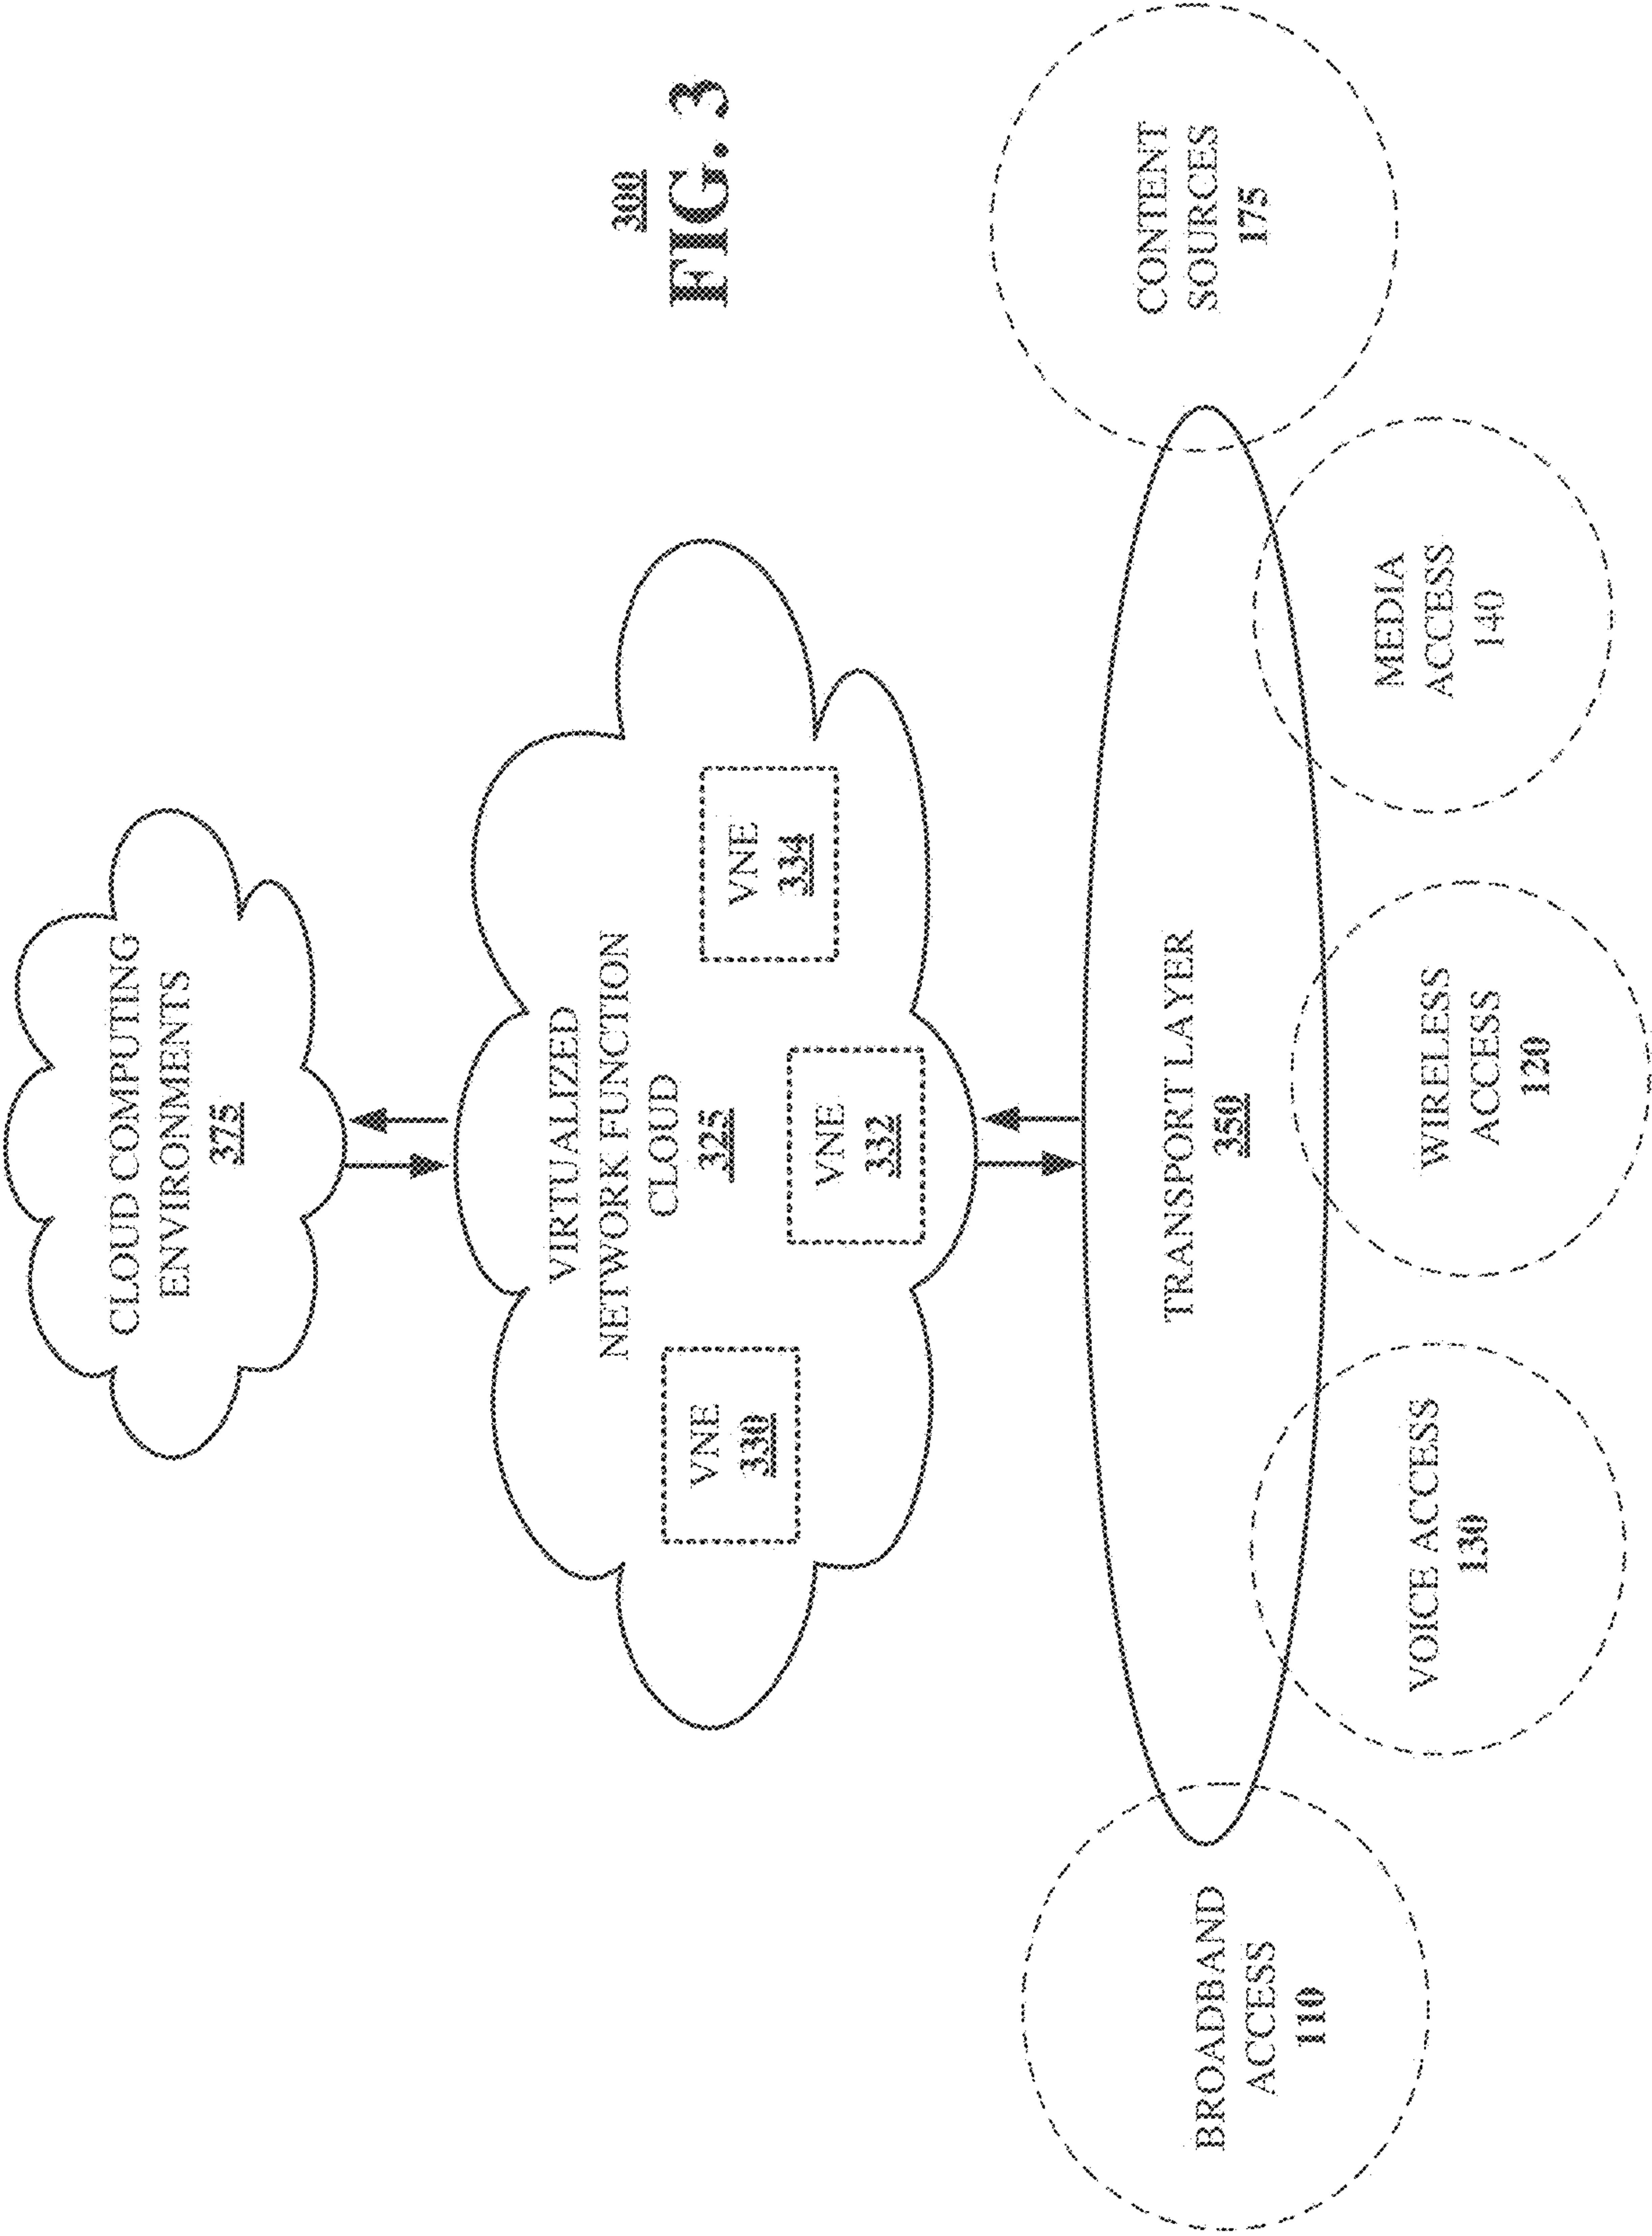 CLOUD COMPUTING
ENVIRONMENTS
375
VIRTUALIZED
NETWORK FUNCTION
CLOUD
325
VNE
330
VNE
332
VNE
334
TRANSPORT LAYER
350
BROADBAND
ACCESS
110
VOICE ACCESS
130
WIRELESS
ACCESS
120
MEDIA
ACCESS
140
CONTENT
SOURCES
175
300
FIG. 3